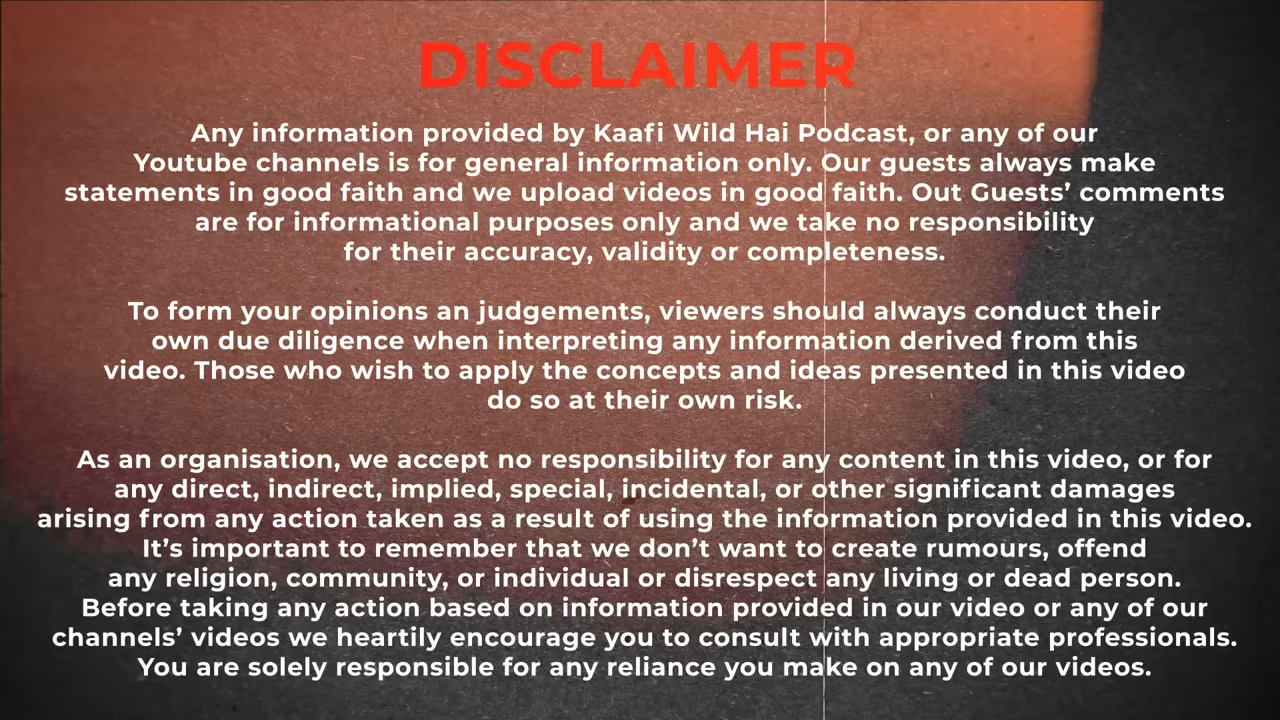 DISCLAIMER
Any information provided by Kaafi Wild Hai Podcast, or any of our
Youtube channels is for general information only. Our guests always make
statements in good faith and we upload videos in good faith. Out Guests’ comments
are for informational purposes only and we take no responsibility
for their accuracy, validity or completeness.
To form your opinions an judgements, viewers should always conduct their
own due diligence when interpreting any information derived from this
video. Those who wish to apply the concepts and ideas presented in this video
do so at their own risk.
As an organisation, we accept no responsibility for any content in this video, or for
any direct, indirect, implied, special, incidental, or other significant damages
arising from any action taken as a result of using the information provided in this video.
It’s important to remember that we don’t want to create rumours, offend
any religion, community, or individual or disrespect any living or dead person.
Before taking any action based on information provided in our video or any of our
channels’ videos we heartily encourage you to consult with appropriate professionals.
You are solely responsible for any reliance you make on any of our videos.